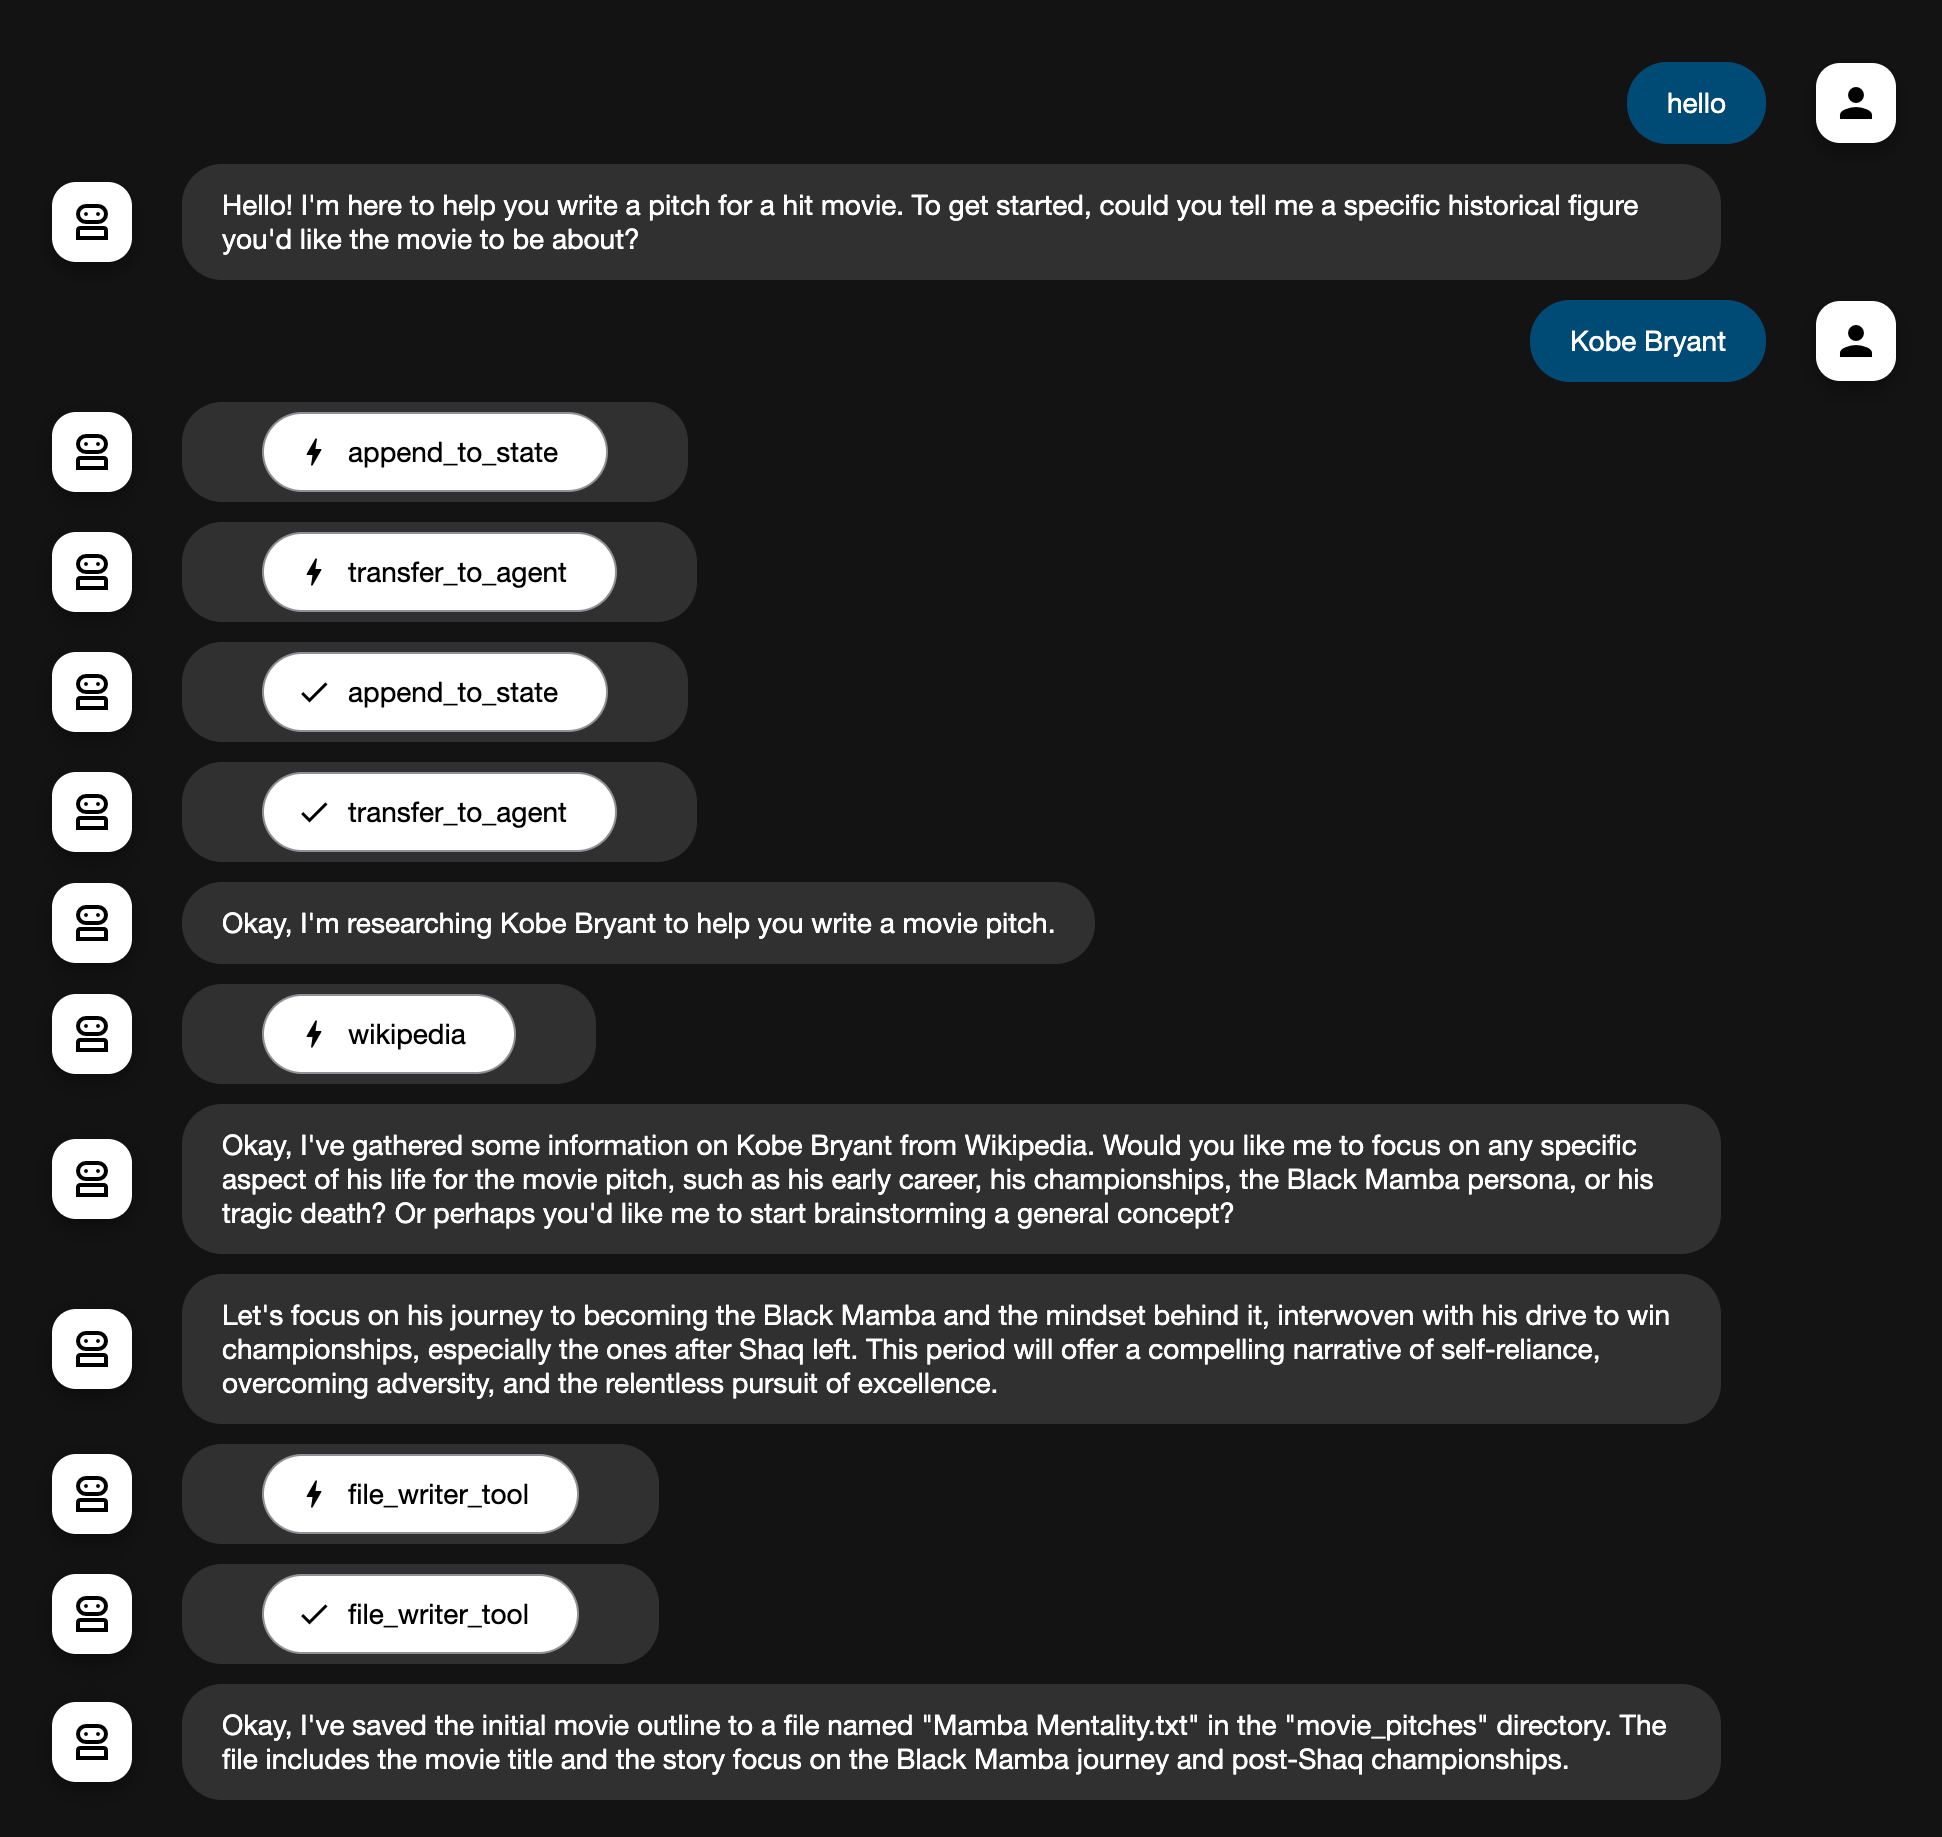 hello
Hello! I'm here to help you write a pitch for a hit movie. To get started, could you tell me a specific historical figure
you'd like the movie to be about?
Kobe Bryant
append_to_state
transfer_to_agent
append_to_state
transfer_to_agent
Okay, I'm researching Kobe Bryant to help you write a movie pitch.
wikipedia
Okay, I've gathered some information on Kobe Bryant from Wikipedia. Would you like me to focus on any specific
aspect of his life for the movie pitch, such as his early career, his championships, the Black Mamba persona, or his
tragic death? Or perhaps you'd like me to start brainstorming a general concept?
Let's focus on his journey to becoming the Black Mamba and the mindset behind it, interwoven with his drive to win
championships, especially the ones after Shaq left. This period will offer a compelling narrative of self-reliance,
overcoming adversity, and the relentless pursuit of excellence.
file_writer_tool
file_writer_tool
Okay, I've saved the initial movie outline to a file named "Mamba Mentality.txt" in the "movie_pitches" directory. The
file includes the movie title and the story focus on the Black Mamba journey and post-Shaq championships.